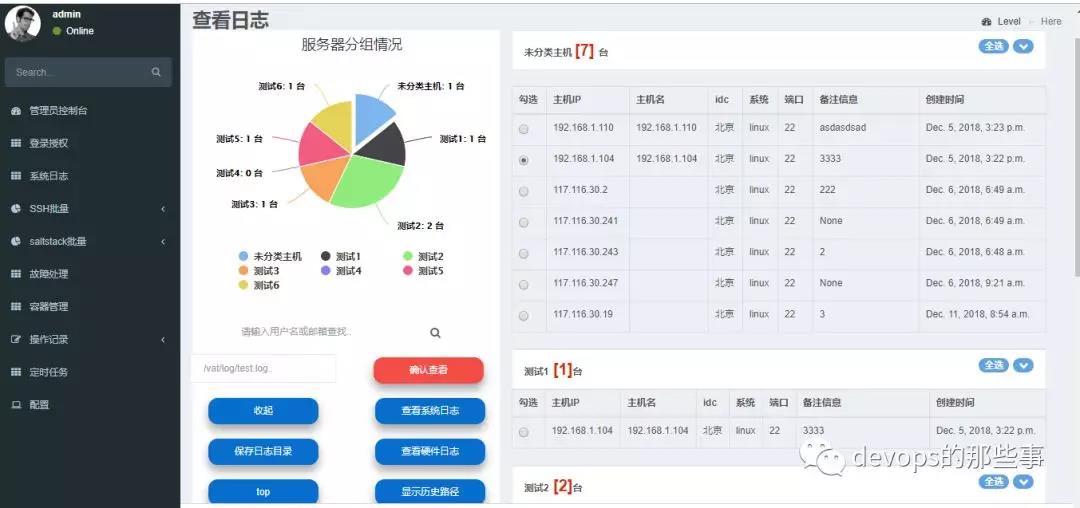 admin
Online
Search...
管理员控制台
登录授权
系统日志
SSH批量
saltstack批量
故障处理
容器管理
操作记录
定时任务
配置
查看日志
Level > Here
服务器分组情况
未分类主机: 1 台
测试1: 1 台
测试2: 2 台
测试3: 1 台
测试4: 0 台
测试5: 1 台
测试6: 1 台
未分类主机 测试1 测试2
测试3 测试4 测试5
测试6
请输入用户名或邮箱查找..
/vat/log/test.log..
确认查看
收起 查看系统日志
保存日志目录 查看硬件日志
top 显示历史路径
未分类主机 [7] 台 全选
勾选 主机IP 主机名 idc 系统 端口 备注信息 创建时间
192.168.1.110 192.168.1.110 北京 linux 22 asdasdsad Dec. 5, 2018, 3:23 p.m.
192.168.1.104 192.168.1.104 北京 linux 22 3333 Dec. 5, 2018, 3:22 p.m.
117.116.30.2 北京 linux 22 222 Dec. 6, 2018, 6:49 a.m.
117.116.30.241 北京 linux 22 None Dec. 6, 2018, 6:49 a.m.
117.116.30.243 北京 linux 22 2 Dec. 6, 2018, 6:48 a.m.
117.116.30.247 北京 linux 22 None Dec. 6, 2018, 9:21 a.m.
117.116.30.19 北京 linux 22 3 Dec. 11, 2018, 8:54 a.m.
测试1 [1]台 全选
勾选 主机IP 主机名 idc 系统 端口 备注信息 创建时间
192.168.1.104 192.168.1.104 北京 linux 22 3333 Dec. 5, 2018, 3:22 p.m.
devops的那些事
测试2 [2]台 全选